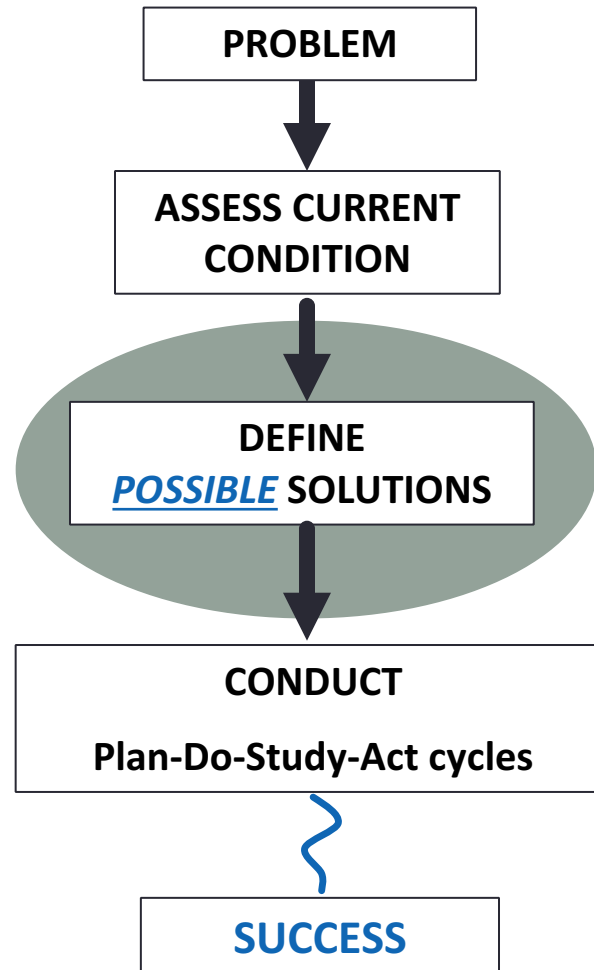 PROBLEM
ASSESS CURRENT
CONDITION
DEFINE
POSSIBLE SOLUTIONS
CONDUCT
Plan-Do-Study-Act cycles
SUCCESS